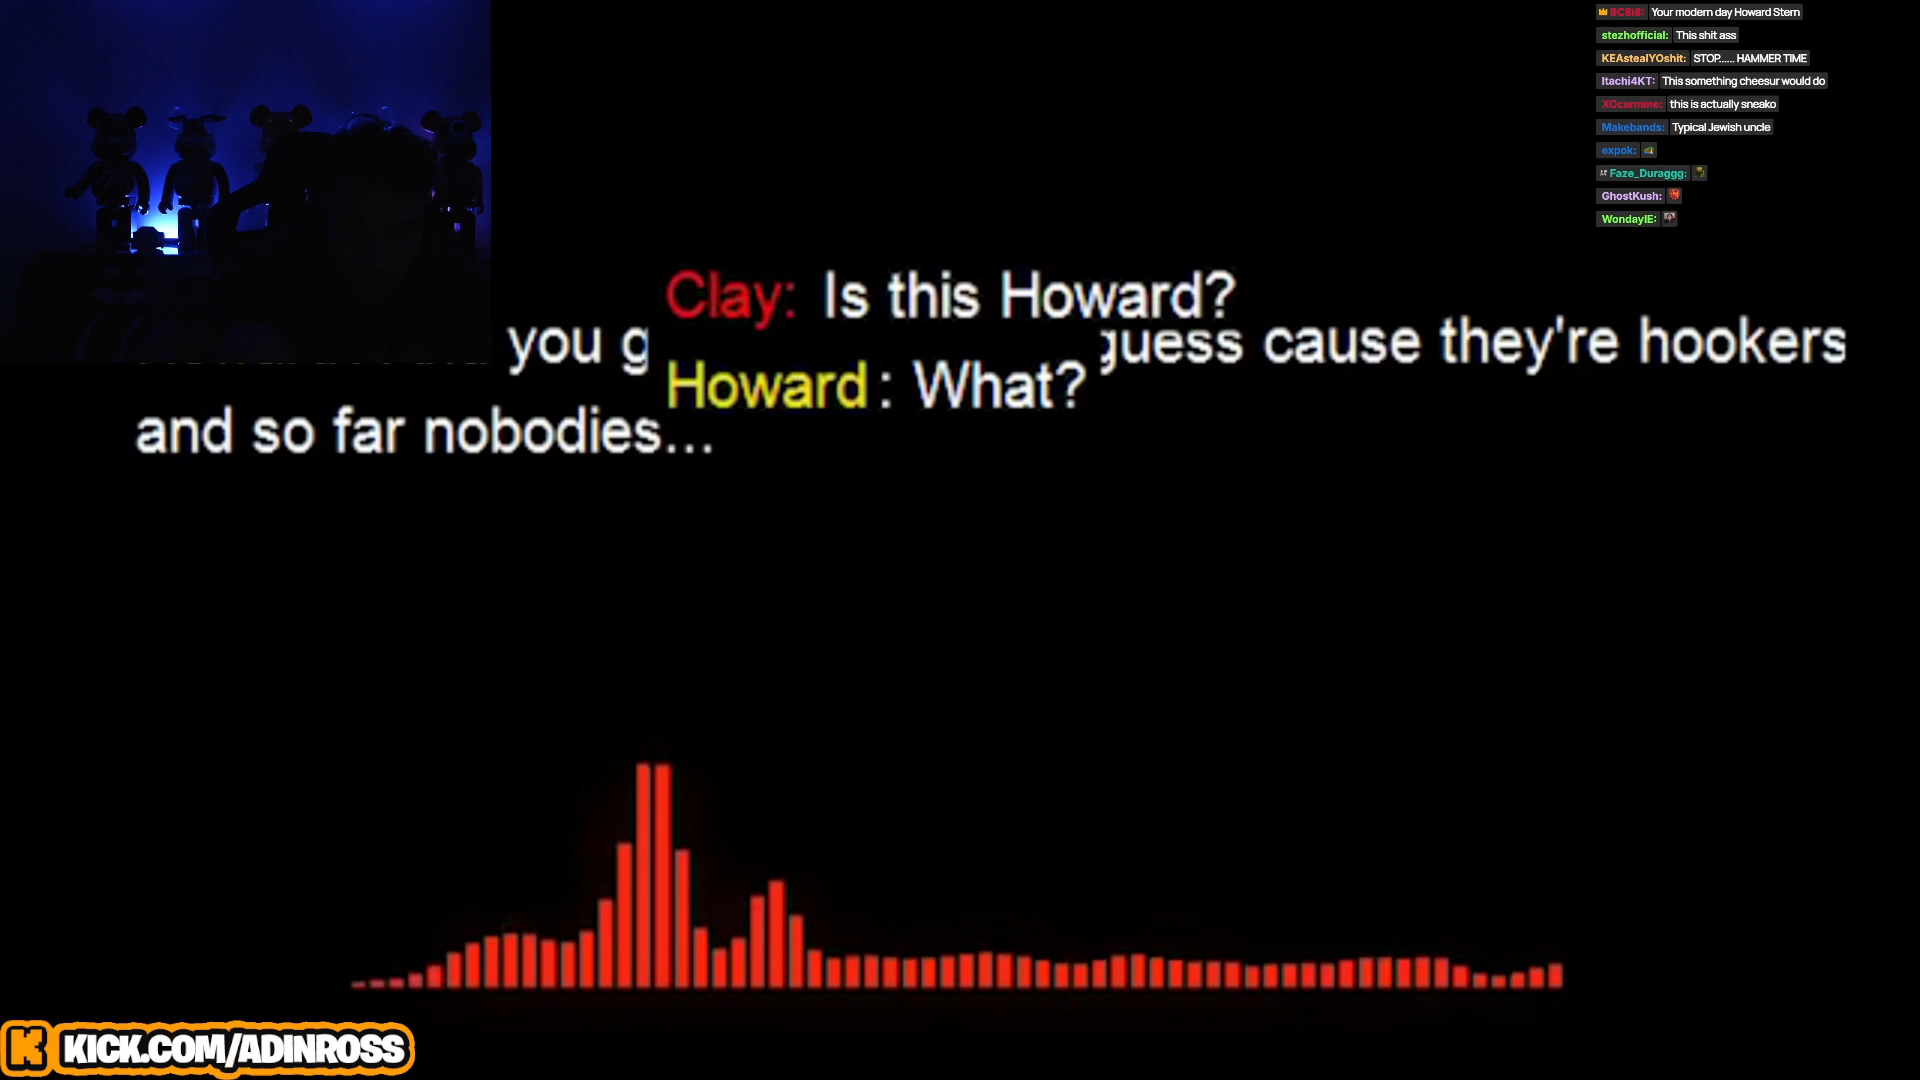 BC8i8: Your modern day Howard Stern
stezhofficial: This shit ass
KEAstealYOshit: STOP...... HAMMER TIME
Itachi4KT: This something cheesur would do
XOcarmine: this is actually sneako
Makebands: Typical Jewish uncle
expok:
Faze_Duraggg:
GhostKush:
WondaylE:
Clay: Is this Howard?
you g guess cause they're hookers
Howard: What?
and so far nobodies...
KICK.COM/ADINROSS